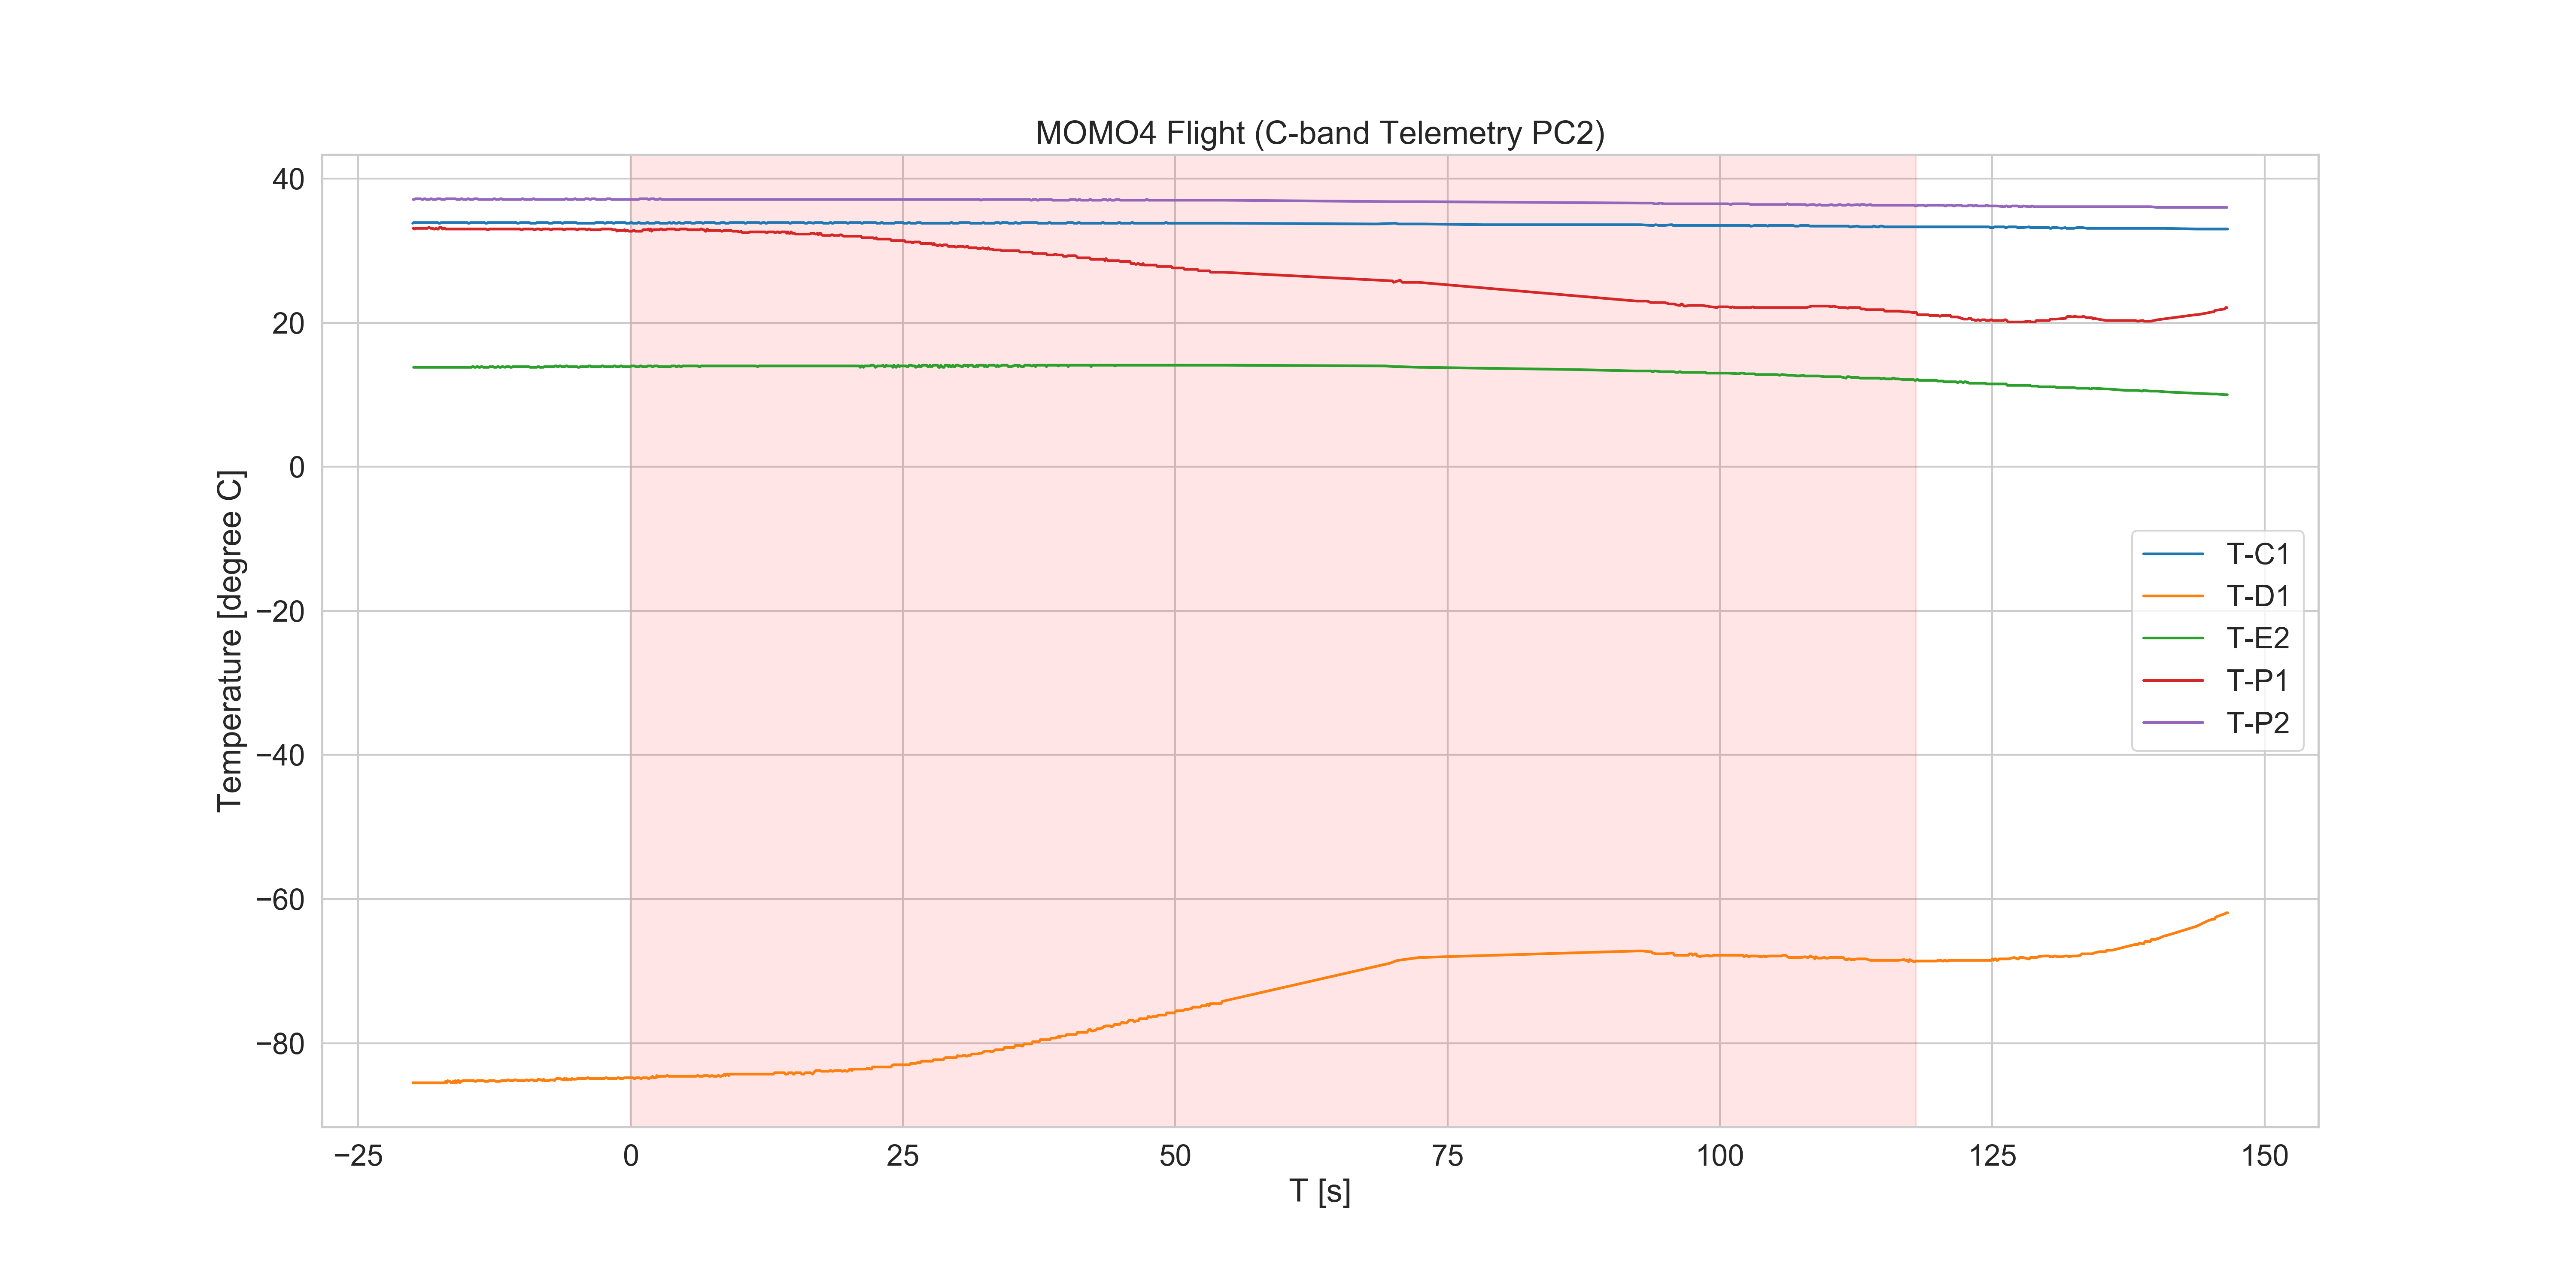 MOMO4 Flight (C-band Telemetry PC2)
40
20
0
−20
−40
−60
−80
Temperature [degree C]
T-C1
T-D1
T-E2
T-P1
T-P2
−25 0 25 50 75 100 125 150
T [s]